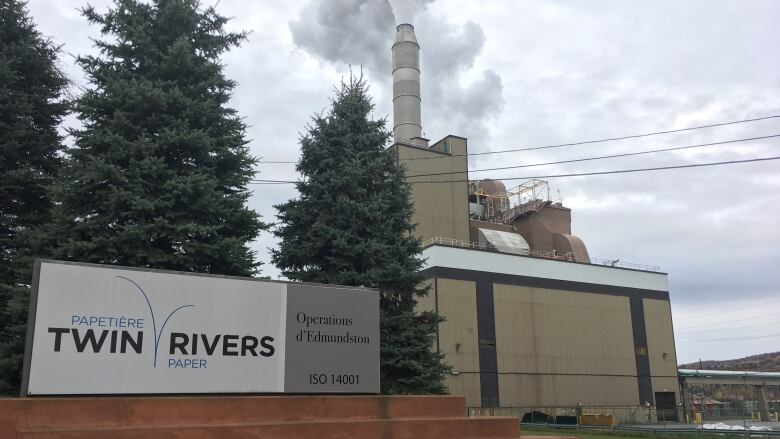 PAPETIÈRE
TWIN RIVERS
PAPER
Operations
d'Edmundston
ISO 14001